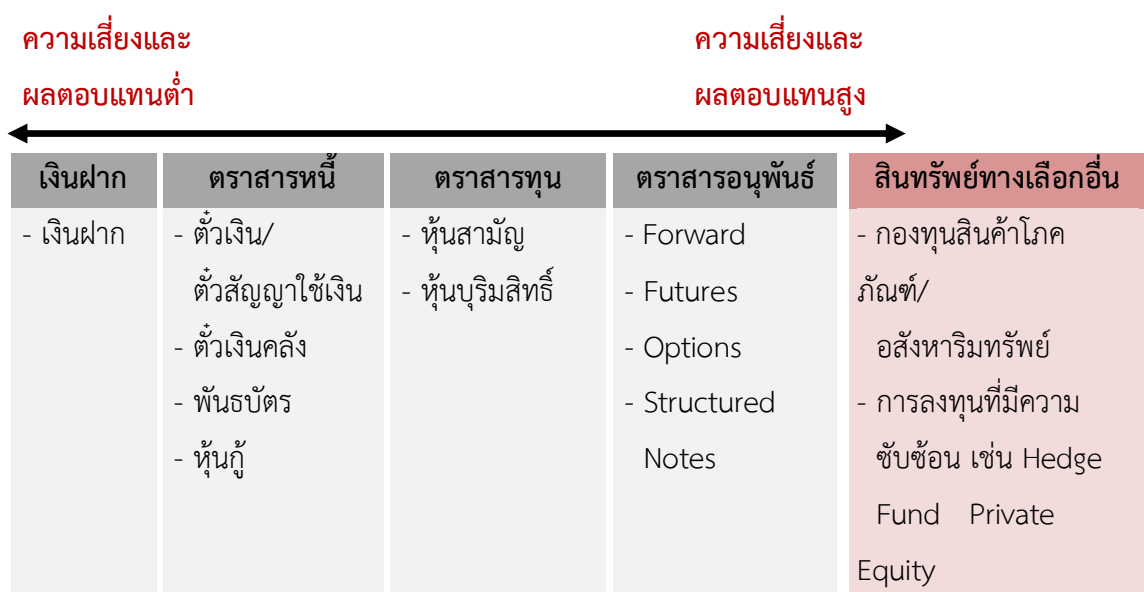 ความเสี่ยงและ
ผลตอบแทนต่ำ
ความเสี่ยงและ
ผลตอบแทนสูง
เงินฝาก
- เงินฝาก
ตราสารหนี้
- ตั๋วเงิน/
ตั๋วสัญญาใช้เงิน
- ตั๋วเงินคลัง
- พันธบัตร
- หุ้นกู้
ตราสารทุน
- หุ้นสามัญ
- หุ้นบุริมสิทธิ์
ตราสารอนุพันธ์
- Forward
- Futures
- Options
- Structured
Notes
สินทรัพย์ทางเลือกอื่น
- กองทุนสินค้าโภค
ภัณฑ์/
อสังหาริมทรัพย์
- การลงทุนที่มีความ
ซับซ้อน เช่น Hedge
Fund Private
Equity